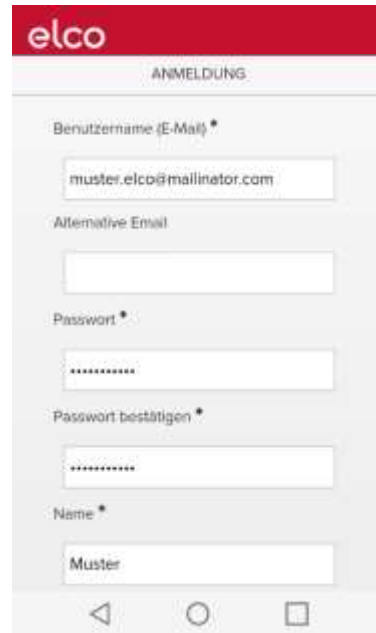 elco
ANMELDUNG
Benutzername (E-Mail) *
muster.elco@mailinator.com
Alternative Email
Passwort *
•••••••••••
Passwort bestätigen *
•••••••••••
Name *
Muster